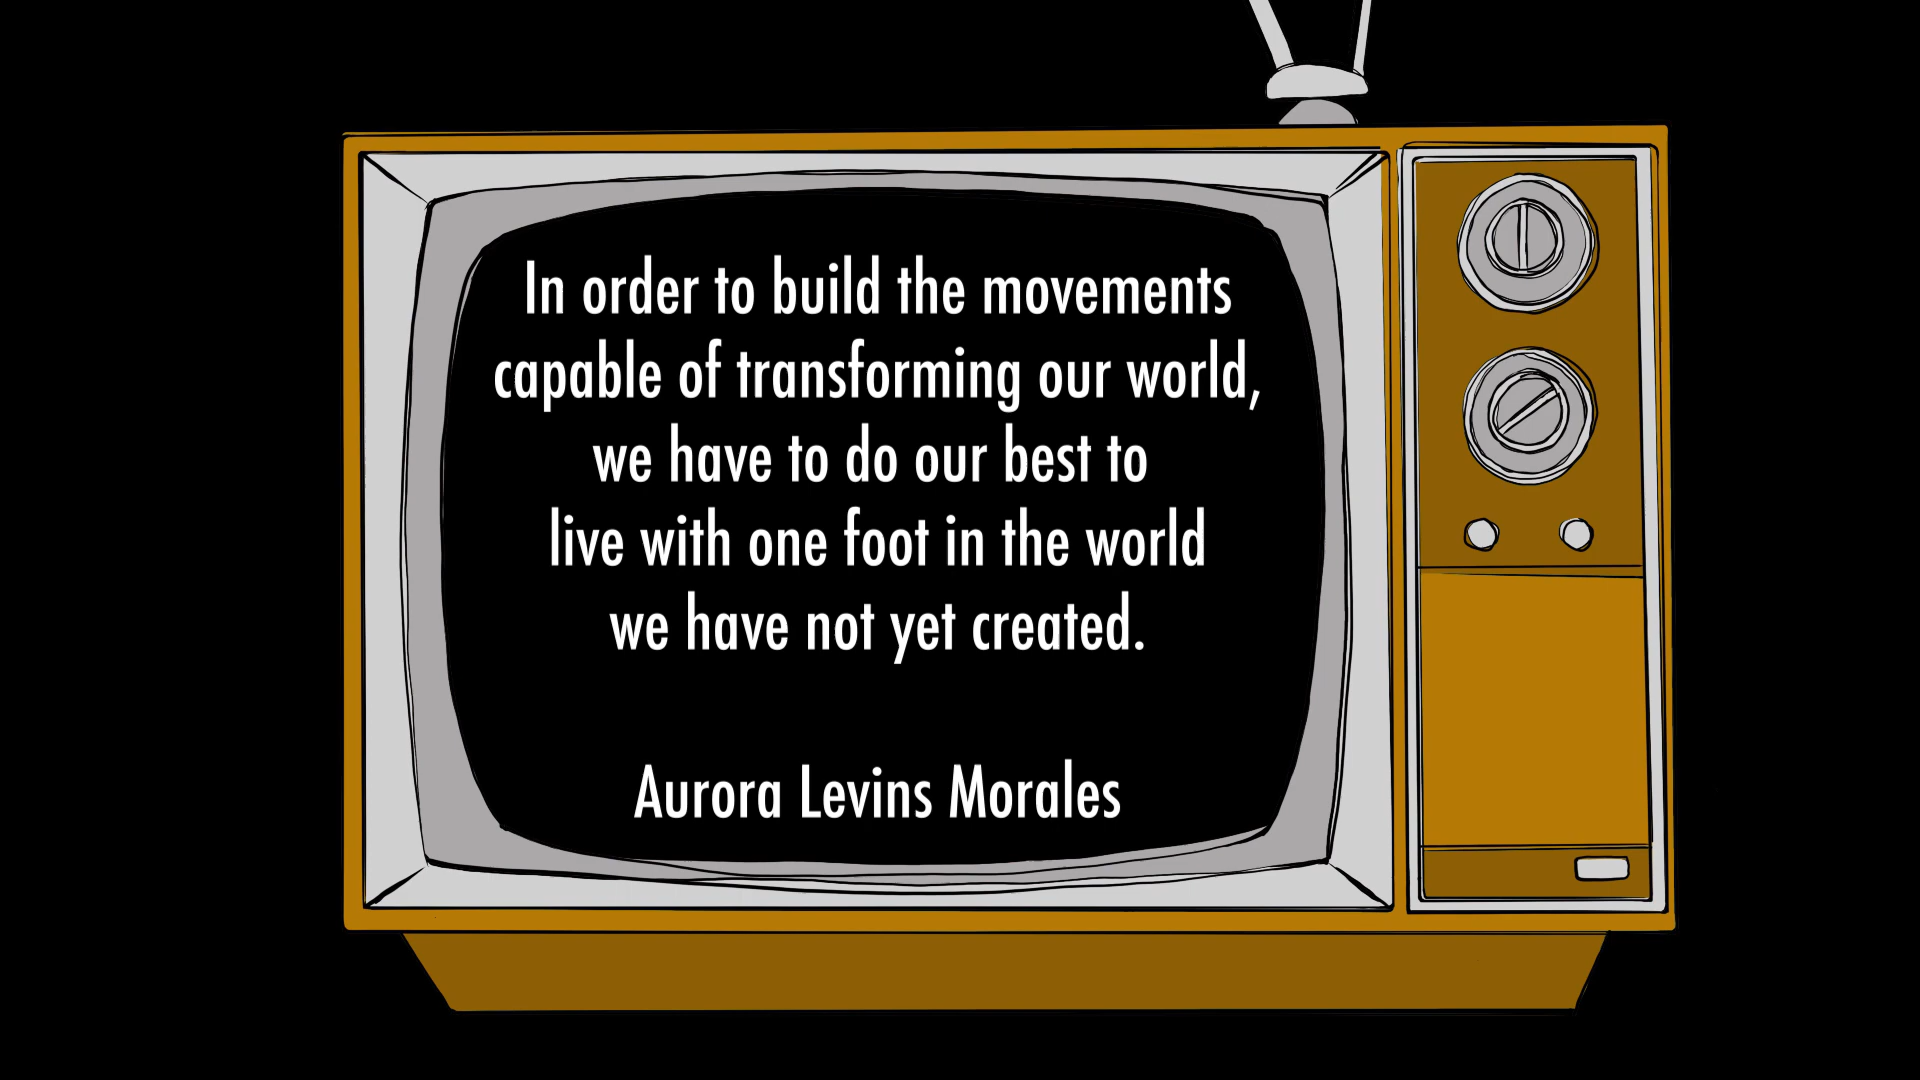 In order to build the movements
capable of transforming our world,
we have to do our best to
live with one foot in the world
we have not yet created.
Aurora Levins Morales